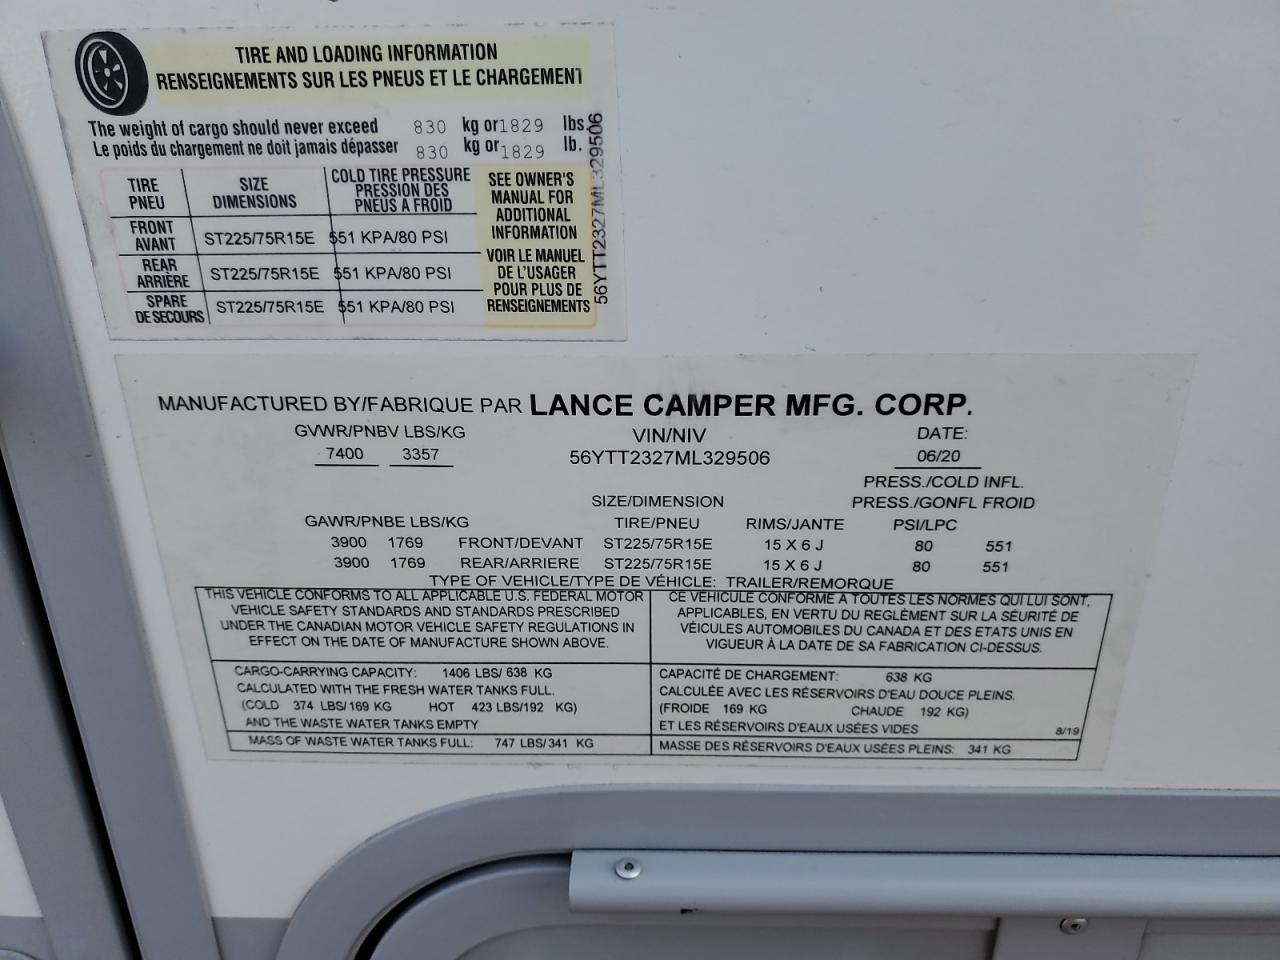 TIRE AND LOADING INFORMATION
RENSEIGNEMENTS SUR LES PNEUS ET LE CHARGEMENT
The weight of cargo should never exceed 830 kg or 1829 lbs.
Le poids du chargement ne doit jamais dépasser 830 kg or 1829 lb.
TIRE PNEU SIZE DIMENSIONS COLD TIRE PRESSURE PRESSION DES PNEUS A FROID
FRONT AVANT ST225/75R15E 551 KPA/80 PSI
REAR ARRIÈRE ST225/75R15E 551 KPA/80 PSI
SPARE DE SECOURS ST225/75R15E 551 KPA/80 PSI
SEE OWNER'S
MANUAL FOR
ADDITIONAL
INFORMATION
VOIR LE MANUEL
DE L'USAGER
POUR PLUS DE
RENSEIGNEMENTS
56YTT2327ML329506
MANUFACTURED BY/FABRIQUE PAR LANCE CAMPER MFG. CORP.
GVWR/PNBV LBS/KG VIN/NIV DATE:
7400 3357 56YTT2327ML329506 06/20
PRESS./COLD INFL.
SIZE/DIMENSION PRESS./GONFL FROID
GAWR/PNBE LBS/KG TIRE/PNEU RIMS/JANTE PSI/LPC
3900 1769 FRONT/DEVANT ST225/75R15E 15 X 6 J 80 551
3900 1769 REAR/ARRIERE ST225/75R15E 15 X 6 J 80 551
TYPE OF VEHICLE/TYPE DE VÉHICLE: TRAILER/REMORQUE
THIS VEHICLE CONFORMS TO ALL APPLICABLE U.S. FEDERAL MOTOR
VEHICLE SAFETY STANDARDS AND STANDARDS PRESCRIBED
UNDER THE CANADIAN MOTOR VEHICLE SAFETY REGULATIONS IN
EFFECT ON THE DATE OF MANUFACTURE SHOWN ABOVE.
CE VÉHICULE CONFORME À TOUTES LES NORMES QUI LUI SONT,
APPLICABLES, EN VERTU DU REGLÈMENT SUR LA SÉURITÉ DE
VÉICULES AUTOMOBILES DU CANADA ET DES ETATS UNIS EN
VIGUEUR À LA DATE DE SA FABRICATION CI-DESSUS.
CARGO-CARRYING CAPACITY: 1406 LBS/ 638 KG
CALCULATED WITH THE FRESH WATER TANKS FULL.
(COLD 374 LBS/169 KG HOT 423 LBS/192 KG)
AND THE WASTE WATER TANKS EMPTY
MASS OF WASTE WATER TANKS FULL: 747 LBS/341 KG
CAPACITÉ DE CHARGEMENT: 638 KG
CALCULÉE AVEC LES RÉSERVOIRS D'EAU DOUCE PLEINS.
(FROIDE 169 KG CHAUDE 192 KG)
ET LES RÉSERVOIRS D'EAUX USÉES VIDES 8/19
MASSE DES RÉSERVOIRS D'EAUX USÉES PLEINS: 341 KG